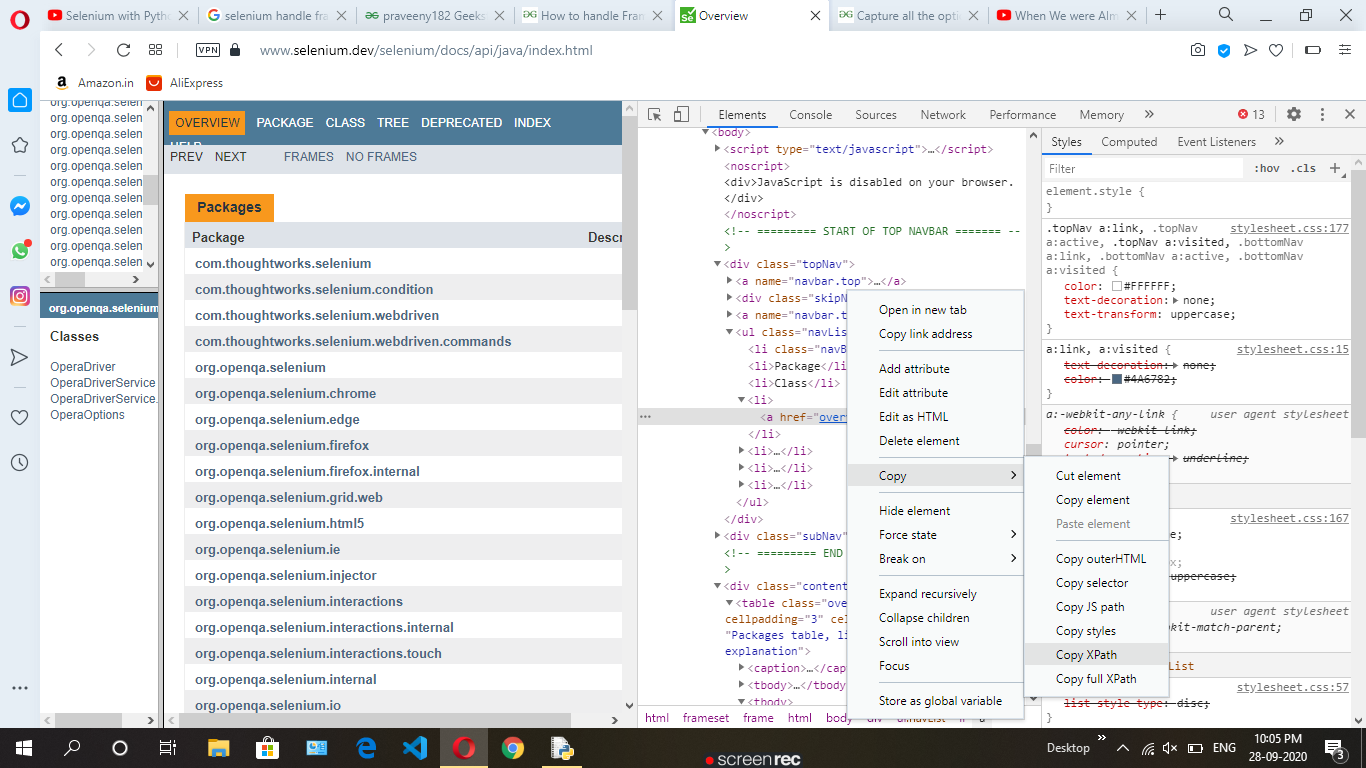 Selenium with Pyth
selenium handle fra
praveeny182 Geeks
How to handle Fran
Overview
Capture all the opti
When We were Alm
VPN
www.selenium.dev/selenium/docs/api/java/index.html
Amazon.in
AliExpress
org.openqa.selen
org.openqa.selen
org.openqa.selen
org.openqa.selen
org.openqa.selen
org.openqa.selen
org.openqa.selen
org.openqa.selen
org.openqa.selen
org.openqa.selen
org.openqa.selen
org.openqa.selenium
Classes
OperaDriver
OperaDriverService
OperaDriverService.
OperaOptions
OVERVIEW PACKAGE CLASS TREE DEPRECATED INDEX
HELP
PREV NEXT FRAMES NO FRAMES
Packages
Package Descr
com.thoughtworks.selenium
com.thoughtworks.selenium.condition
com.thoughtworks.selenium.webdriven
com.thoughtworks.selenium.webdriven.commands
org.openqa.selenium
org.openqa.selenium.chrome
org.openqa.selenium.edge
org.openqa.selenium.firefox
org.openqa.selenium.firefox.internal
org.openqa.selenium.grid.web
org.openqa.selenium.html5
org.openqa.selenium.ie
org.openqa.selenium.injector
org.openqa.selenium.interactions
org.openqa.selenium.interactions.internal
org.openqa.selenium.interactions.touch
org.openqa.selenium.internal
org.openqa.selenium.io
Elements Console Sources Network Performance Memory » 13
<body>
<script type="text/javascript">…</script>
<noscript>
<div>JavaScript is disabled on your browser.
</div>
</noscript>
<!-- ========= START OF TOP NAVBAR ======= --
>
<div class="topNav">
<a name="navbar.top">…</a>
<div class="skipN
<a name="navbar.t
<ul class="navLis
<li class="navB
<li>Package</li
<li>Class</li>
<li>
<a href="over
</li>
<li>…</li>
<li>…</li>
<li>…</li>
</ul>
</div>
<div class="subNav"
<!-- ========= END
>
<div class="content
<table class="ove
cellpadding="3" cel
"Packages table, li
explanation">
<caption>…</cap
<tbody>…</tbody
<tbody>
html frameset frame html body div
Open in new tab
Copy link address
Add attribute
Edit attribute
Edit as HTML
Delete element
Copy
Hide element
Force state
Break on
Expand recursively
Collapse children
Scroll into view
Focus
Store as global variable
Cut element
Copy element
Paste element
Copy outerHTML
Copy selector
Copy JS path
Copy styles
Copy XPath
Copy full XPath
Styles Computed Event Listeners »
Filter :hov .cls +
element.style {
}
.topNav a:link, .topNav stylesheet.css:177
a:active, .topNav a:visited, .bottomNav
a:link, .bottomNav a:active, .bottomNav
a:visited {
color: #FFFFFF;
text-decoration: none;
text-transform: uppercase;
}
a:link, a:visited { stylesheet.css:15
text-decoration: none;
color: #4A6782;
}
a:-webkit-any-link { user agent stylesheet
color: -webkit-link;
cursor: pointer;
underline;
stylesheet.css:167
e;
x;
uppercase;
user agent stylesheet
kit-match-parent;
List
stylesheet.css:57
list-style-type: disc;
}
Desktop » ENG
10:05 PM
28-09-2020
3
screenrec